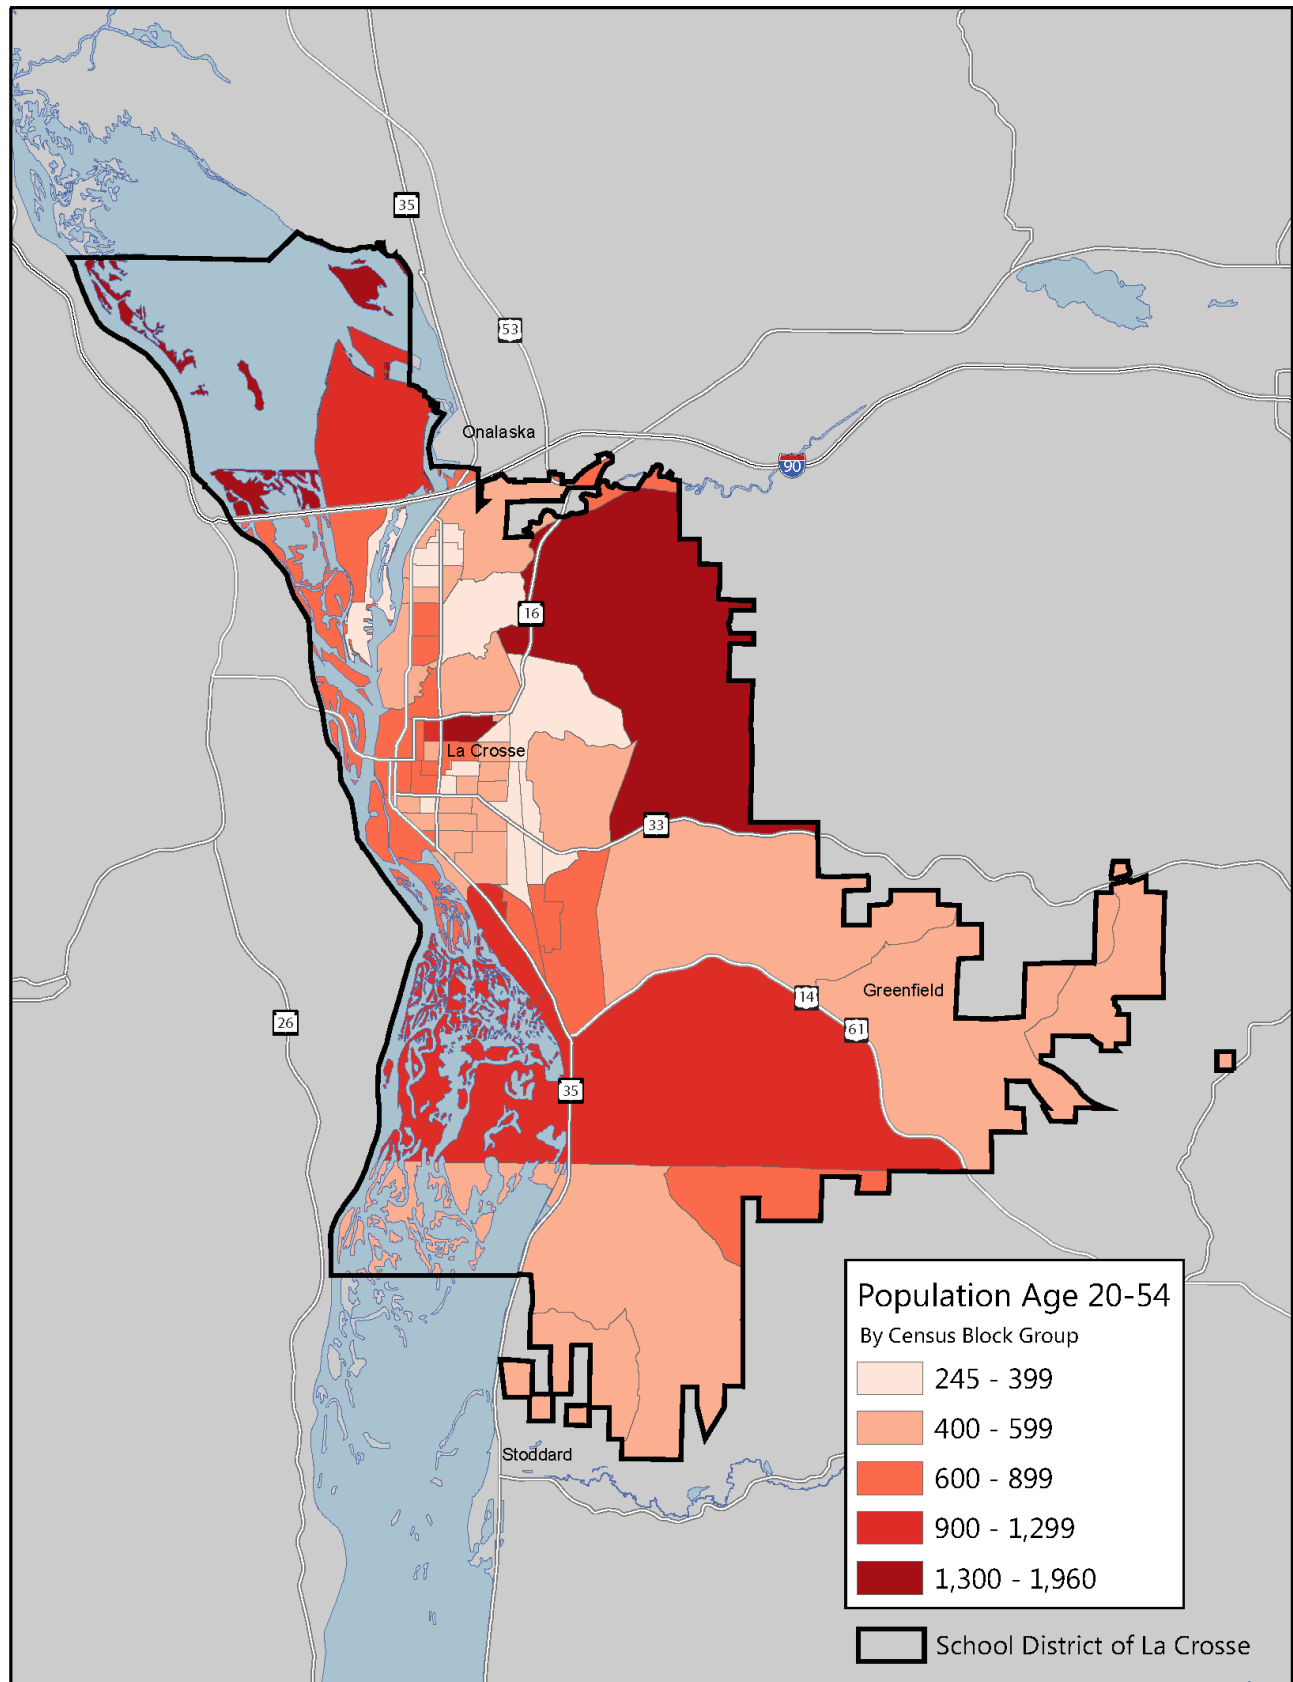 35
53
Onalaska
90
16
La Crosse
33
Greenfield
14
26
61
35
Stoddard
Population Age 20-54
By Census Block Group
245 - 399
400 - 599
600 - 899
900 - 1,299
1,300 - 1,960
School District of La Crosse